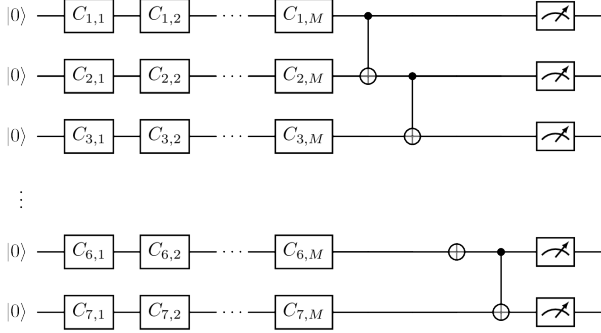 |0⟩ C₁,₁ C₁,₂ ⋯ C₁,M
|0⟩ C₂,₁ C₂,₂ ⋯ C₂,M
|0⟩ C₃,₁ C₃,₂ ⋯ C₃,M
⋮
|0⟩ C₆,₁ C₆,₂ ⋯ C₆,M
|0⟩ C₇,₁ C₇,₂ ⋯ C₇,M